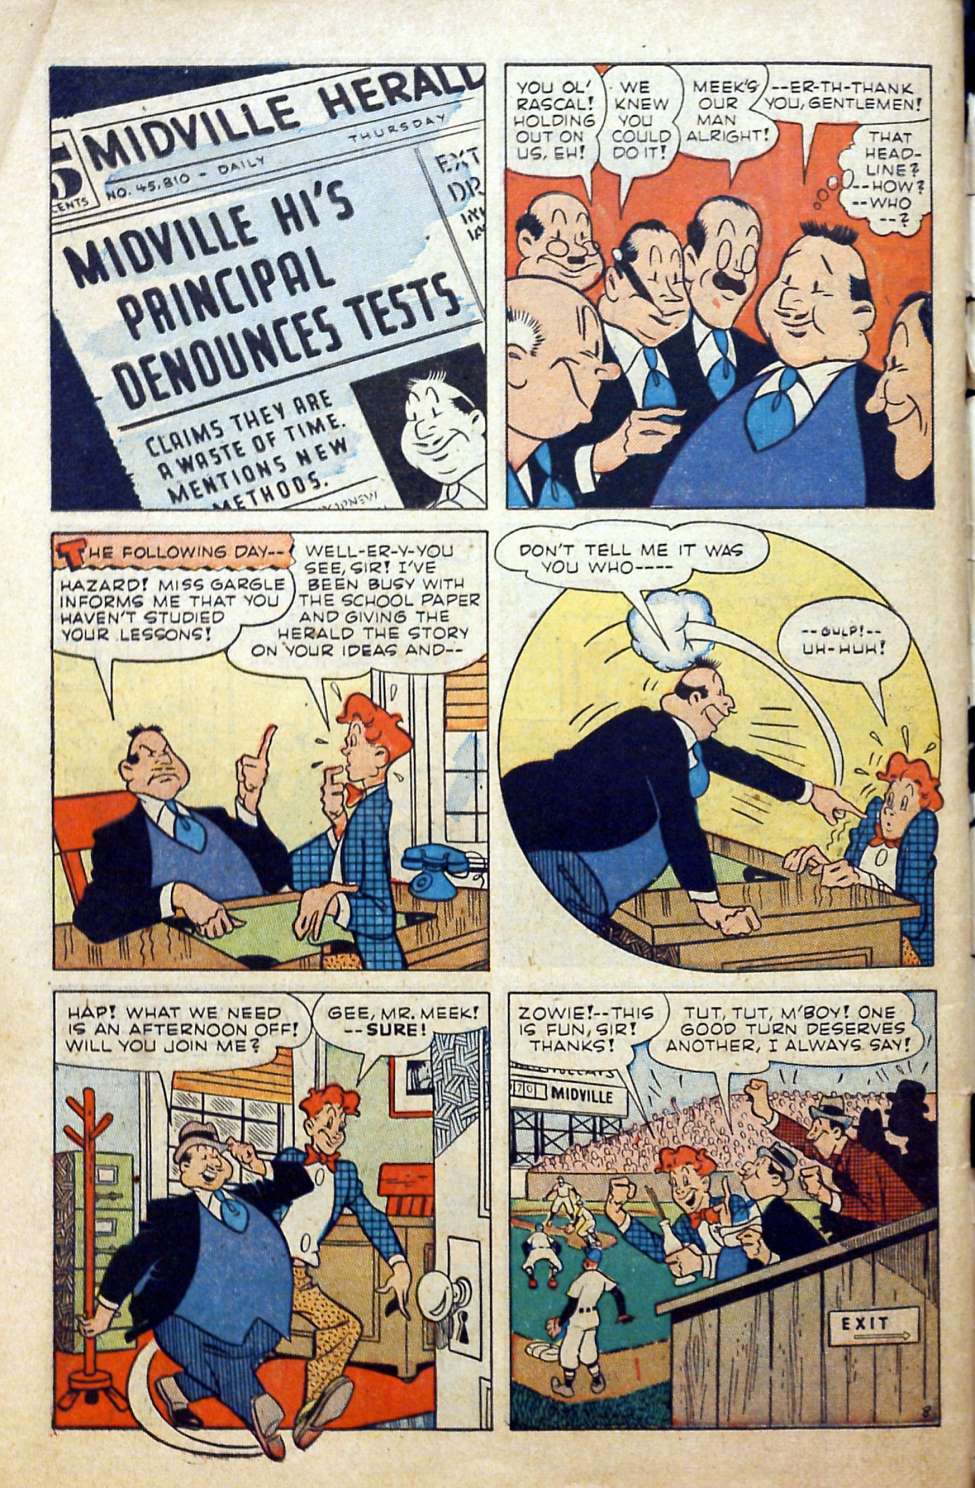 MIDVILLE HERALD
5 CENTS
NO. 45,810 - DAILY THURSDAY
MIDVILLE HI'S
PRINCIPAL
DENOUNCES TESTS
CLAIMS THEY ARE
A WASTE OF TIME.
MENTIONS NEW
METHODS.
EXT
YOU OL'
RASCAL!
HOLDING
OUT ON
US, EH!
WE
KNEW
YOU
COULD
DO IT!
MEEK'S
OUR
MAN
ALRIGHT!
--ER-TH-THANK
YOU, GENTLEMEN!
THAT
HEAD-
LINE?
--HOW?
--WHO
--?
THE FOLLOWING DAY--
HAZARD! MISS GARGLE
INFORMS ME THAT YOU
HAVEN'T STUDIED
YOUR LESSONS!
WELL-ER-Y-YOU
SEE, SIR! I'VE
BEEN BUSY WITH
THE SCHOOL PAPER
AND GIVING THE
HERALD THE STORY
ON YOUR IDEAS AND--
DON'T TELL ME IT WAS
YOU WHO----
--GULP!--
UH-HUH!
HAP! WHAT WE NEED
IS AN AFTERNOON OFF!
WILL YOU JOIN ME?
GEE, MR. MEEK!
--SURE!
ZOWIE!--THIS
IS FUN, SIR!
THANKS!
TUT, TUT, M'BOY! ONE
GOOD TURN DESERVES
ANOTHER, I ALWAYS SAY!
MIDVILLE
EXIT
8